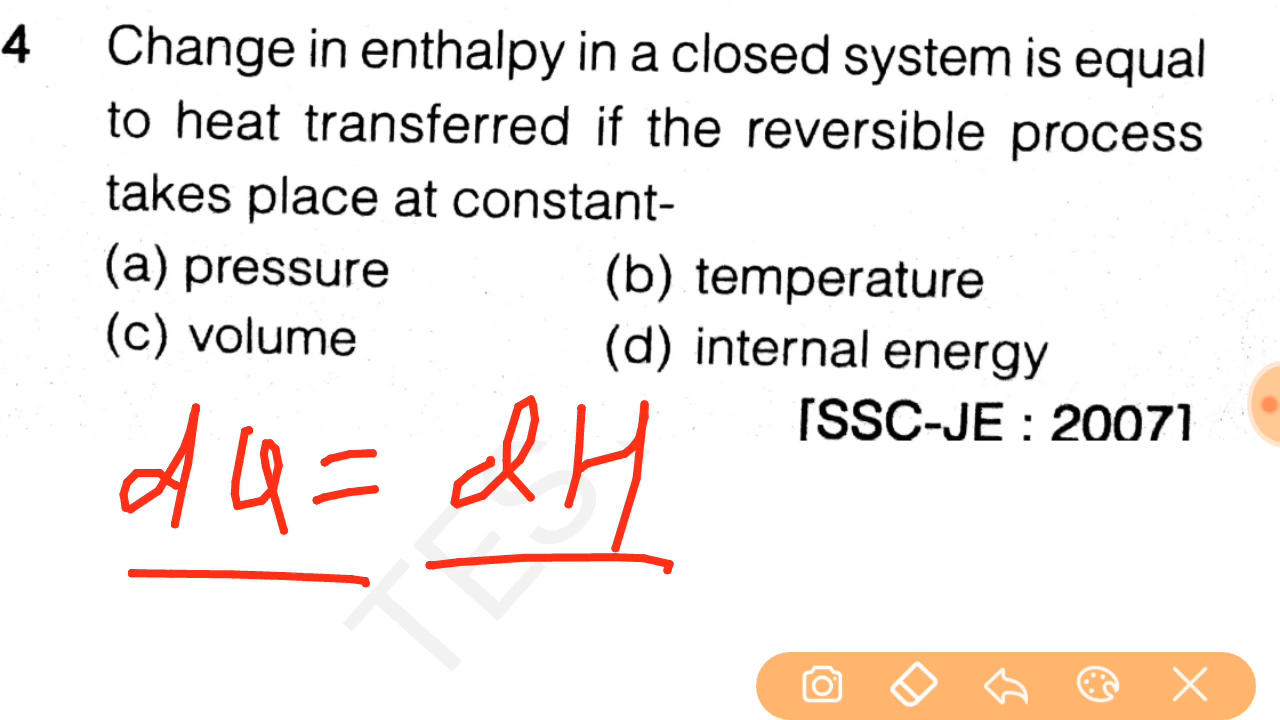 4 Change in enthalpy in a closed system is equal
to heat transferred if the reversible process
takes place at constant-
(a) pressure (b) temperature
(c) volume (d) internal energy
[SSC-JE : 2007]
dQ = dH
TES